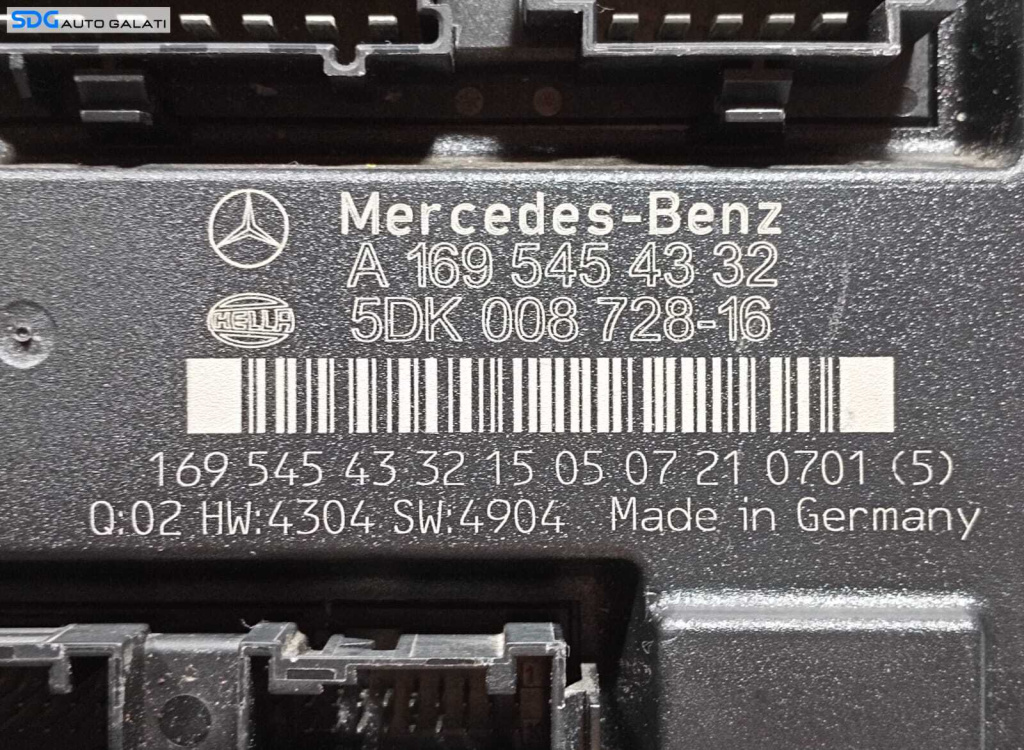 SDG AUTO GALATI
Mercedes-Benz
A 169 545 43 32
HELLA 5DK 008 728-16
169 545 43 32 15 05 07 21 0701 (5)
Q:02 HW:4304 SW:4904 Made in Germany
1